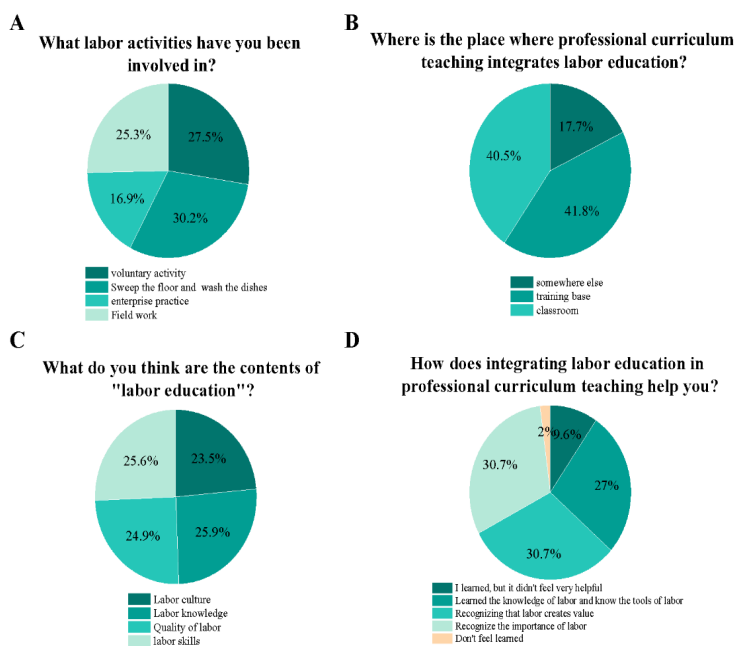 A
What labor activities have you been
involved in?
25.3%
27.5%
16.9%
30.2%
voluntary activity
Sweep the floor and wash the dishes
enterprise practice
Field work
B
Where is the place where professional curriculum
teaching integrates labor education?
17.7%
40.5%
41.8%
somewhere else
training base
classroom
C
What do you think are the contents of
"labor education"?
25.6%
23.5%
24.9%
25.9%
Labor culture
Labor knowledge
Quality of labor
labor skills
D
How does integrating labor education in
professional curriculum teaching help you?
2%
9.6%
30.7%
27%
30.7%
I learned, but it didn't feel very helpful
Learned the knowledge of labor and know the tools of labor
Recognizing that labor creates value
Recognize the importance of labor
Don't feel learned